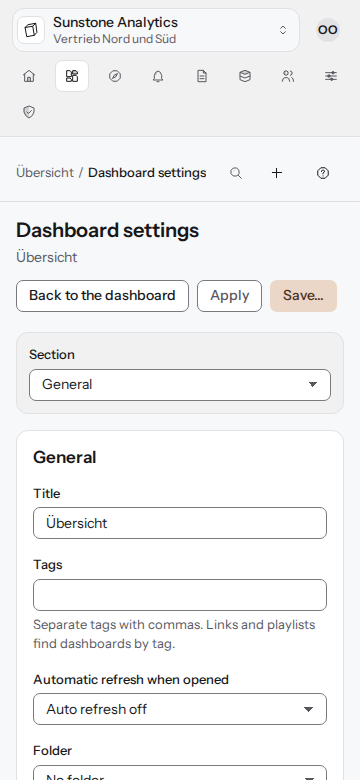 Sunstone Analytics
Vertrieb Nord und Süd
OO
Übersicht / Dashboard settings
Dashboard settings
Übersicht
Back to the dashboard
Apply
Save...
Section
General
General
Title
Übersicht
Tags
Separate tags with commas. Links and playlists
find dashboards by tag.
Automatic refresh when opened
Auto refresh off
Folder
No folder